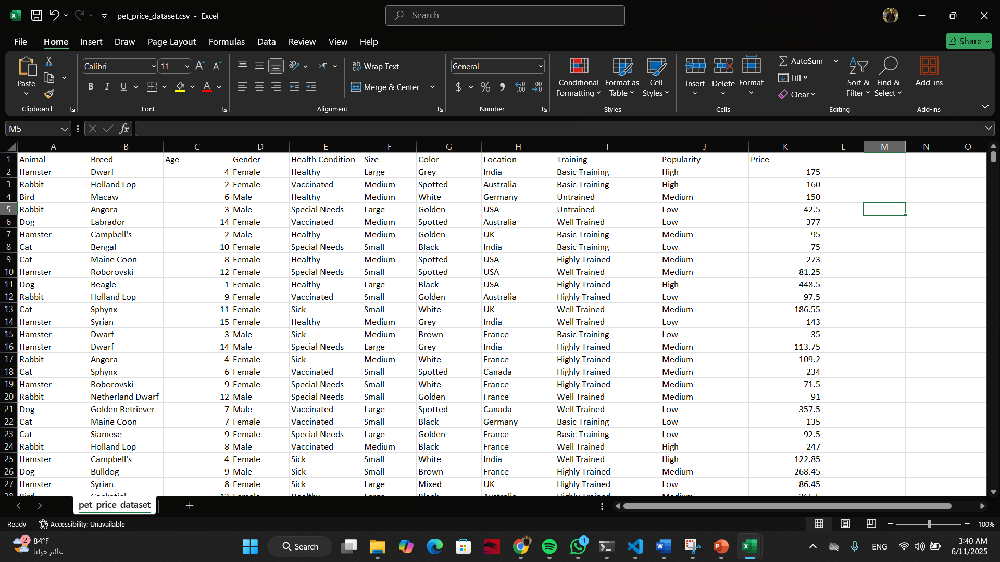 pet_price_dataset.csv - Excel
Search
File Home Insert Draw Page Layout Formulas Data Review View Help
Share
Paste
Clipboard
Calibri 11
B I U
Font
Wrap Text
Merge & Center
Alignment
General
$ % 9
Number
Conditional Formatting
Format as Table
Cell Styles
Styles
Insert
Delete
Format
Cells
AutoSum
Fill
Clear
Sort & Filter
Find & Select
Editing
Add-ins
Add-ins
M5
fx
A B C D E F G H I J K L M N O
1 Animal Breed Age Gender Health Condition Size Color Location Training Popularity Price
2 Hamster Dwarf 4 Female Healthy Large Grey India Basic Training High 175
3 Rabbit Holland Lop 2 Female Vaccinated Medium Spotted Australia Basic Training High 160
4 Bird Macaw 6 Male Healthy Medium White Germany Untrained Medium 150
5 Rabbit Angora 3 Male Special Needs Large Golden USA Untrained Low 42.5
6 Dog Labrador 14 Female Vaccinated Medium Spotted Australia Well Trained Low 377
7 Hamster Campbell's 2 Male Healthy Medium Golden UK Basic Training Medium 95
8 Cat Bengal 10 Female Special Needs Small Black India Basic Training Low 75
9 Cat Maine Coon 8 Female Healthy Medium Spotted USA Highly Trained Medium 273
10 Hamster Roborovski 12 Female Special Needs Small Spotted USA Well Trained Medium 81.25
11 Dog Beagle 1 Female Healthy Large Black USA Highly Trained High 448.5
12 Rabbit Holland Lop 9 Female Vaccinated Small Golden Australia Highly Trained Low 97.5
13 Cat Sphynx 11 Female Sick Small White UK Well Trained Medium 186.55
14 Hamster Syrian 15 Female Healthy Medium Grey India Well Trained Low 143
15 Hamster Dwarf 3 Male Sick Medium Brown France Basic Training Low 35
16 Hamster Dwarf 14 Male Special Needs Large Grey India Highly Trained Medium 113.75
17 Rabbit Angora 4 Female Sick Medium White France Highly Trained Medium 109.2
18 Cat Sphynx 6 Female Vaccinated Small Spotted Canada Highly Trained Medium 234
19 Hamster Roborovski 9 Female Special Needs Small White France Highly Trained Medium 71.5
20 Rabbit Netherland Dwarf 12 Male Special Needs Small Golden France Well Trained Medium 91
21 Dog Golden Retriever 7 Male Vaccinated Large Spotted Canada Well Trained Low 357.5
22 Cat Maine Coon 7 Female Vaccinated Small Black Germany Basic Training Low 135
23 Cat Siamese 9 Female Special Needs Large Golden France Basic Training Low 92.5
24 Rabbit Holland Lop 8 Male Vaccinated Medium Black France Well Trained High 247
25 Hamster Campbell's 4 Female Sick Small White India Well Trained High 122.85
26 Dog Bulldog 9 Male Sick Small Brown France Highly Trained Medium 268.45
27 Hamster Syrian 8 Female Sick Large Mixed UK Highly Trained Low 86.45
pet_price_dataset
Ready Accessibility: Unavailable 100%
2 84°F
غائم جزئيًا
Search
1
ENG
3:40 AM
6/11/2025